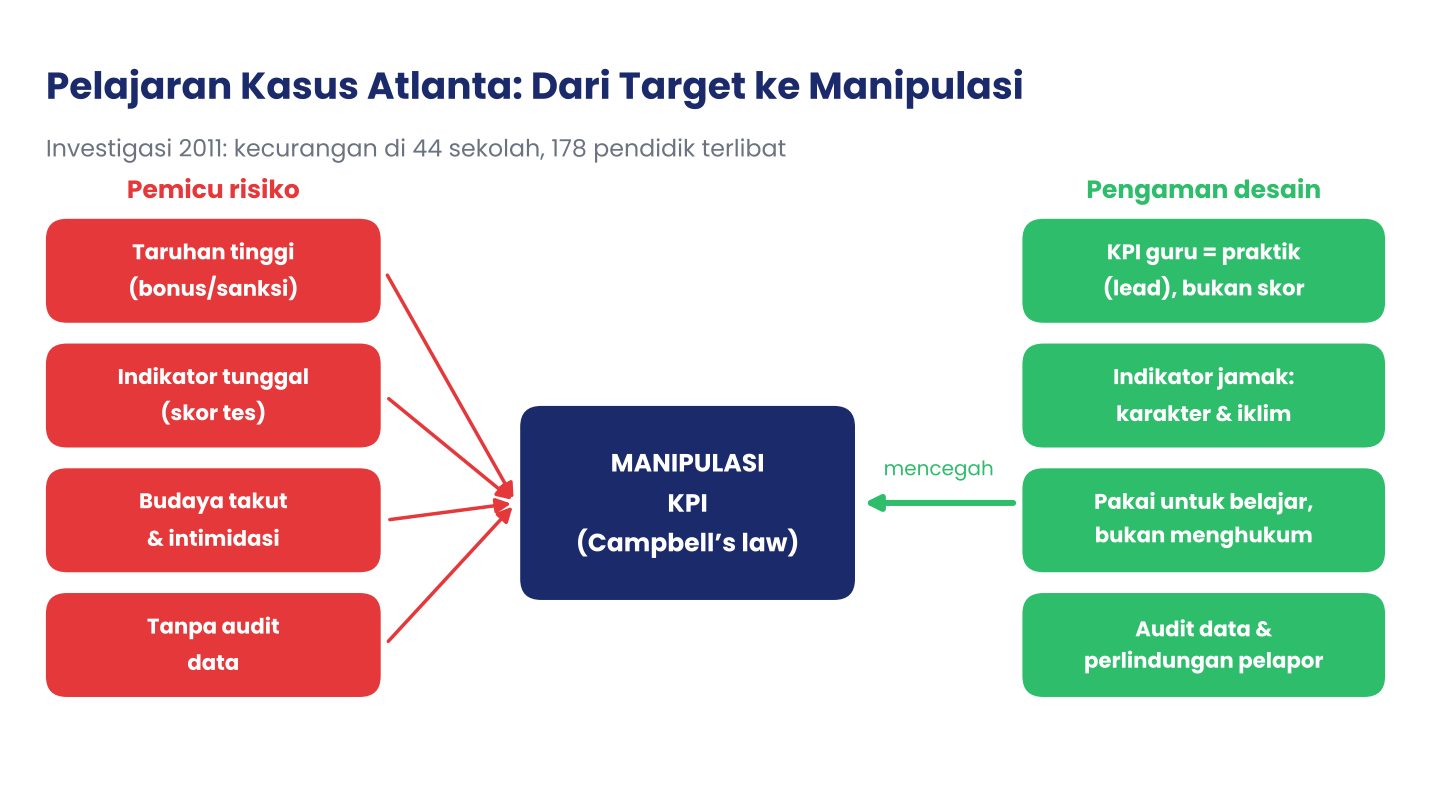 Pelajaran Kasus Atlanta: Dari Target ke Manipulasi
Investigasi 2011: kecurangan di 44 sekolah, 178 pendidik terlibat
Pemicu risiko
Taruhan tinggi
(bonus/sanksi)
Indikator tunggal
(skor tes)
Budaya takut
& intimidasi
Tanpa audit
data
MANIPULASI
KPI
(Campbell’s law)
mencegah
Pengaman desain
KPI guru = praktik
(lead), bukan skor
Indikator jamak:
karakter & iklim
Pakai untuk belajar,
bukan menghukum
Audit data &
perlindungan pelapor